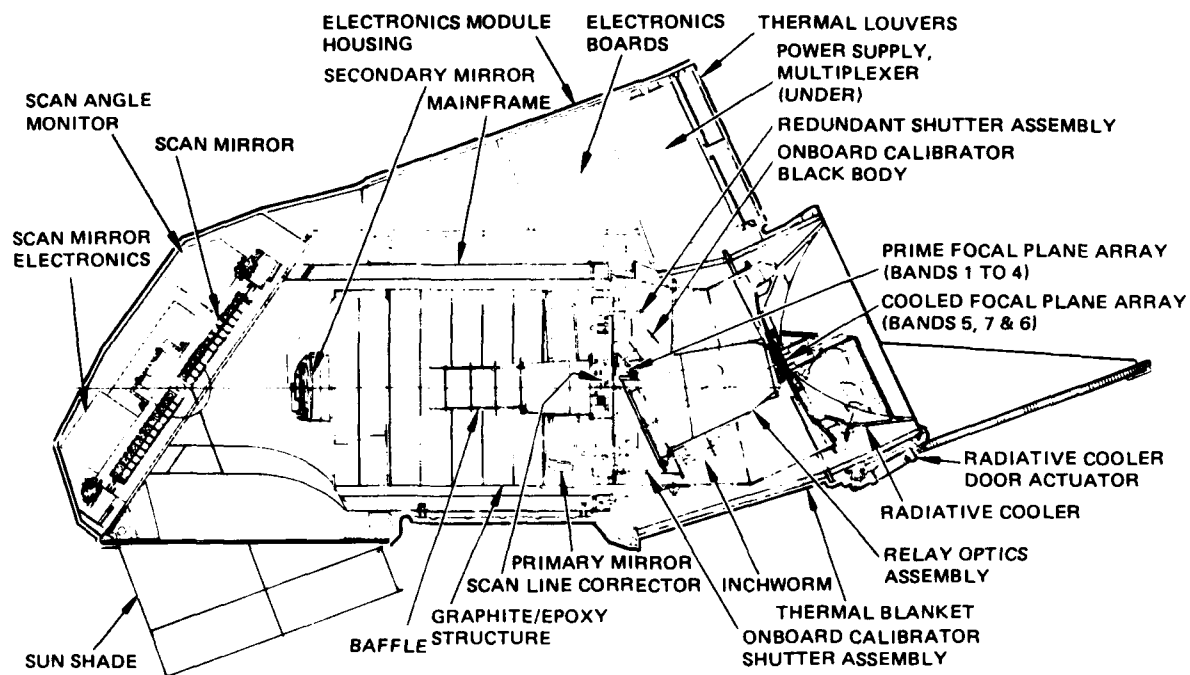 ELECTRONICS MODULE
HOUSING
ELECTRONICS
BOARDS
THERMAL LOUVERS
POWER SUPPLY,
MULTIPLEXER
(UNDER)
SECONDARY MIRROR
MAINFRAME
SCAN ANGLE
MONITOR
SCAN MIRROR
REDUNDANT SHUTTER ASSEMBLY
ONBOARD CALIBRATOR
BLACK BODY
SCAN MIRROR
ELECTRONICS
PRIME FOCAL PLANE ARRAY
(BANDS 1 TO 4)
COOLED FOCAL PLANE ARRAY
(BANDS 5, 7 & 6)
RADIATIVE COOLER
DOOR ACTUATOR
RADIATIVE COOLER
RELAY OPTICS
ASSEMBLY
PRIMARY MIRROR
SCAN LINE CORRECTOR
INCHWORM
GRAPHITE/EPOXY
STRUCTURE
BAFFLE
THERMAL BLANKET
ONBOARD CALIBRATOR
SHUTTER ASSEMBLY
SUN SHADE